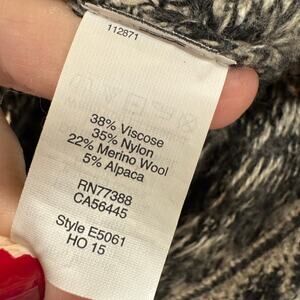 112871
38% Viscose
35% Nylon
22% Merino Wool
5% Alpaca
RN77388
CA56445
Style E5061
HO 15